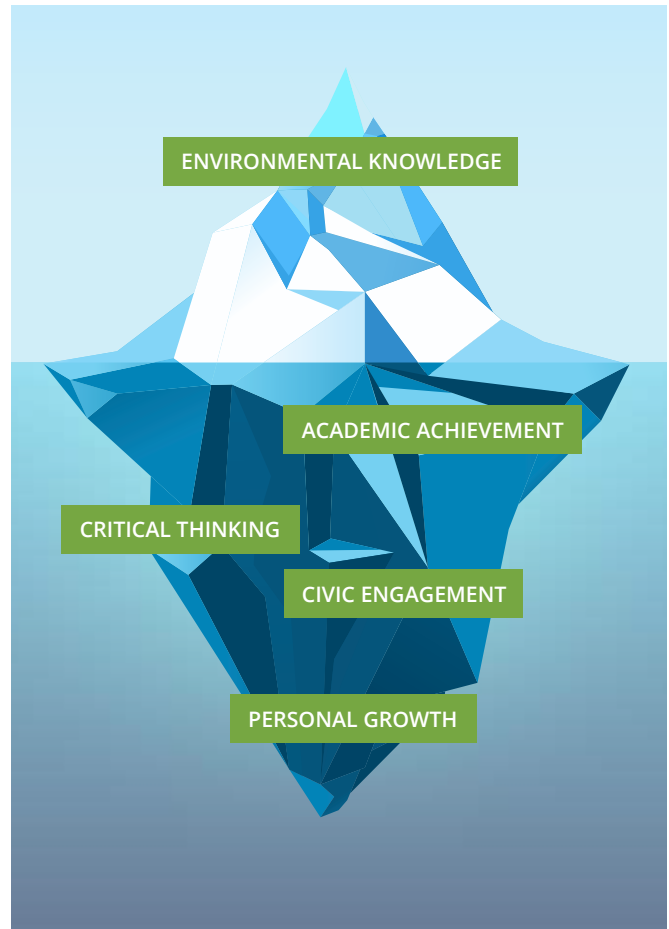 ENVIRONMENTAL KNOWLEDGE
ACADEMIC ACHIEVEMENT
CRITICAL THINKING
CIVIC ENGAGEMENT
PERSONAL GROWTH